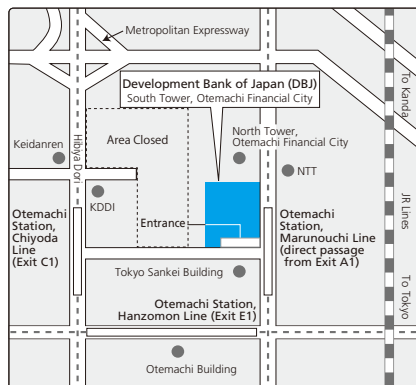 Metropolitan Expressway
Development Bank of Japan (DBJ)
South Tower, Otemachi Financial City
To Kanda
Hibiya Dori
Area Closed
North Tower,
Otemachi Financial City
Keidanren
NTT
KDDI
JR Lines
Otemachi
Station,
Chiyoda
Line
(Exit C1)
Entrance
Otemachi
Station,
Marunouchi Line
(direct passage
from Exit A1)
Tokyo Sankei Building
Otemachi Station,
Hanzomon Line (Exit E1)
To Tokyo
Otemachi Building